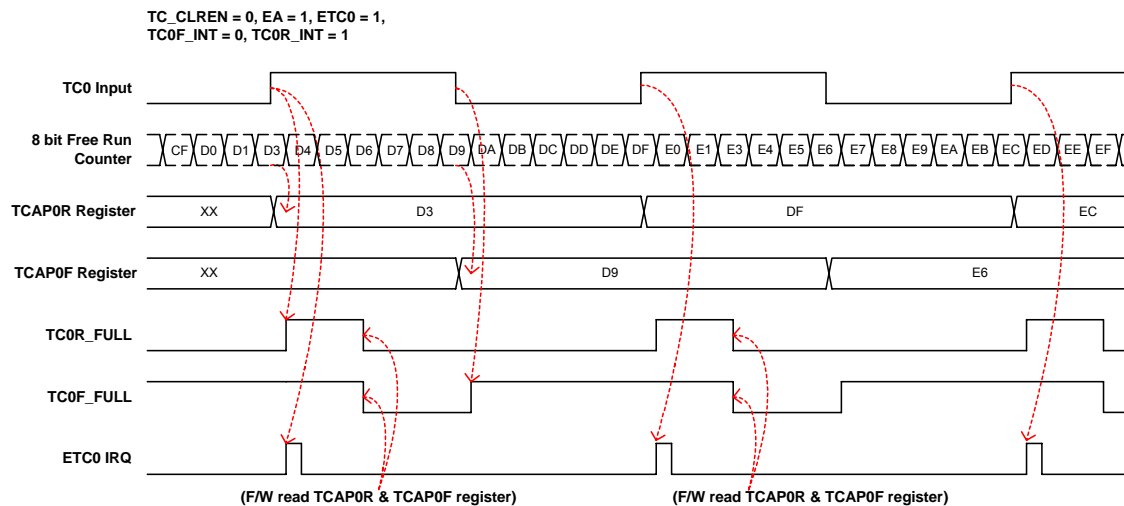 TC_CLREN = 0, EA = 1, ETC0 = 1,
TC0F_INT = 0, TC0R_INT = 1
TC0 Input
8 bit Free Run
Counter
CF D0 D1 D3 D4 D5 D6 D7 D8 D9 DA DB DC DD DE DF E0 E1 E3 E4 E5 E6 E7 E8 E9 EA EB EC ED EE EF
TCAP0R Register XX D3 DF EC
TCAP0F Register XX D9 E6
TC0R_FULL
TC0F_FULL
ETC0 IRQ
(F/W read TCAP0R & TCAP0F register) (F/W read TCAP0R & TCAP0F register)